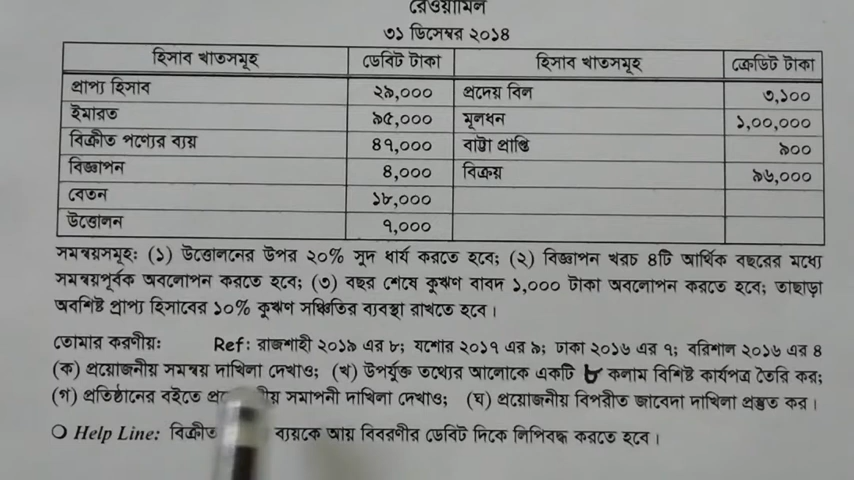 রেওয়ামিল
৩১ ডিসেম্বর ২০১৪
হিসাব খাতসমূহ ডেবিট টাকা হিসাব খাতসমূহ ক্রেডিট টাকা
প্রাপ্য হিসাব ২৯,০০০ প্রদেয় বিল ৩,১০০
ইমারত ৯৫,০০০ মূলধন ১,০০,০০০
বিক্রীত পণ্যের ব্যয় ৪৭,০০০ বাট্টা প্রাপ্তি ৯০০
বিজ্ঞাপন ৪,০০০ বিক্রয় ৯৬,০০০
বেতন ১৮,০০০
উত্তোলন ৭,০০০
সমন্বয়সমূহ: (১) উত্তোলনের উপর ২০% সুদ ধার্য করতে হবে; (২) বিজ্ঞাপন খরচ ৪টি আর্থিক বছরের মধ্যে
সমন্বয়পূর্বক অবলোপন করতে হবে; (৩) বছর শেষে কুঋণ বাবদ ১,০০০ টাকা অবলোপন করতে হবে; তাছাড়া
অবশিষ্ট প্রাপ্য হিসাবের ১০% কুঋণ সঞ্চিতির ব্যবস্থা রাখতে হবে।
তোমার করণীয়: Ref: রাজশাহী ২০১৯ এর ৮; যশোর ২০১৭ এর ৯; ঢাকা ২০১৬ এর ৭; বরিশাল ২০১৬ এর ৪
(ক) প্রয়োজনীয় সমন্বয় দাখিলা দেখাও; (খ) উপর্যুক্ত তথ্যের আলোকে একটি ৮ কলাম বিশিষ্ট কার্যপত্র তৈরি কর;
(গ) প্রতিষ্ঠানের বইতে সমাপনী দাখিলা দেখাও; (ঘ) প্রয়োজনীয় বিপরীত জাবেদা দাখিলা প্রস্তুত কর।
Help Line: বিক্রীত ব্যয়কে আয় বিবরণীর ডেবিট দিকে লিপিবদ্ধ করতে হবে।